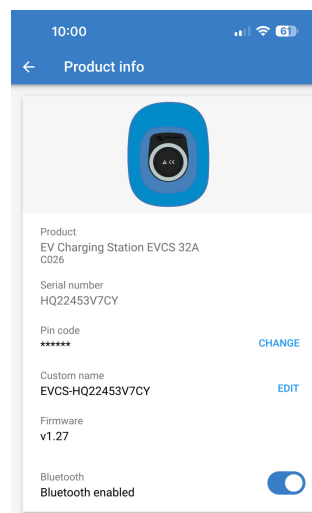 10:00
61
Product info
Product
EV Charging Station EVCS 32A
C026
Serial number
HQ22453V7CY
Pin code
******
CHANGE
Custom name
EVCS-HQ22453V7CY
EDIT
Firmware
v1.27
Bluetooth
Bluetooth enabled